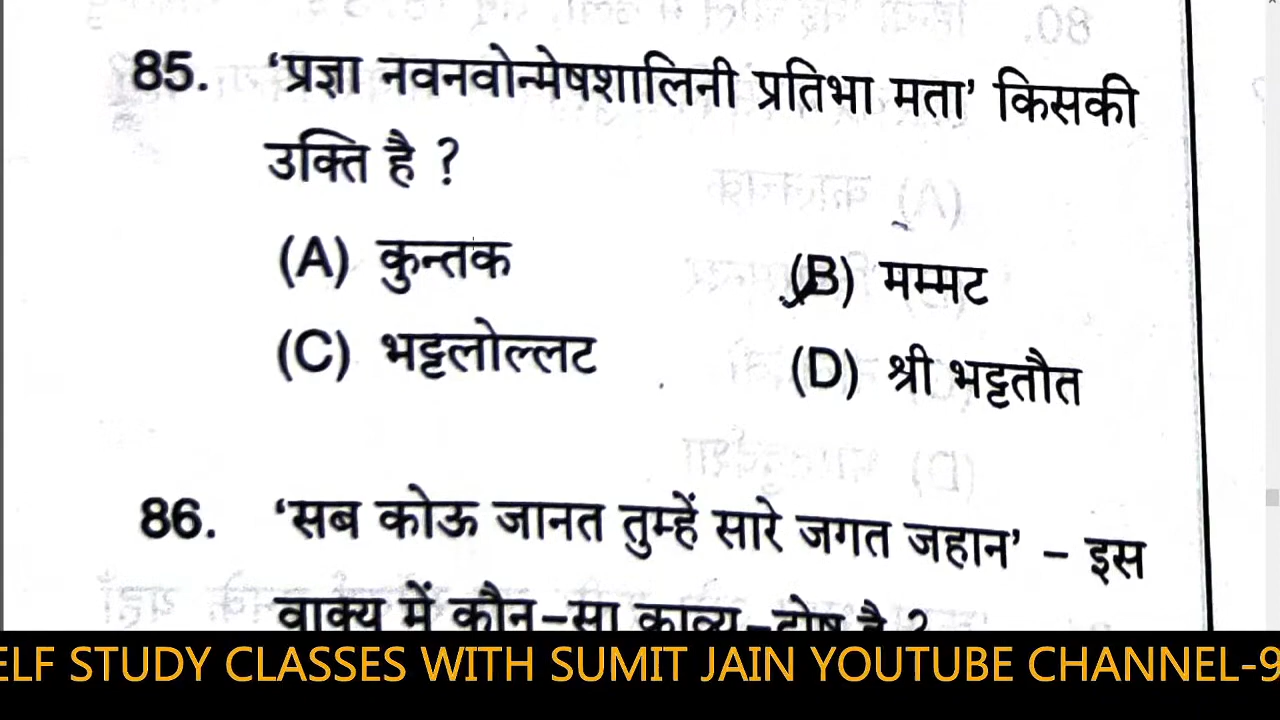 85. 'प्रज्ञा नवनवोन्मेषशालिनी प्रतिभा मता' किसकी
उक्ति है ?
(A) कुन्तक (B) मम्मट
(C) भट्टलोल्लट (D) श्री भट्टतौत
86. 'सब कोऊ जानत तुम्हें सारे जगत जहान' – इस
वाक्य में कौन–सा काव्य–दोष है ?
ELF STUDY CLASSES WITH SUMIT JAIN YOUTUBE CHANNEL-9